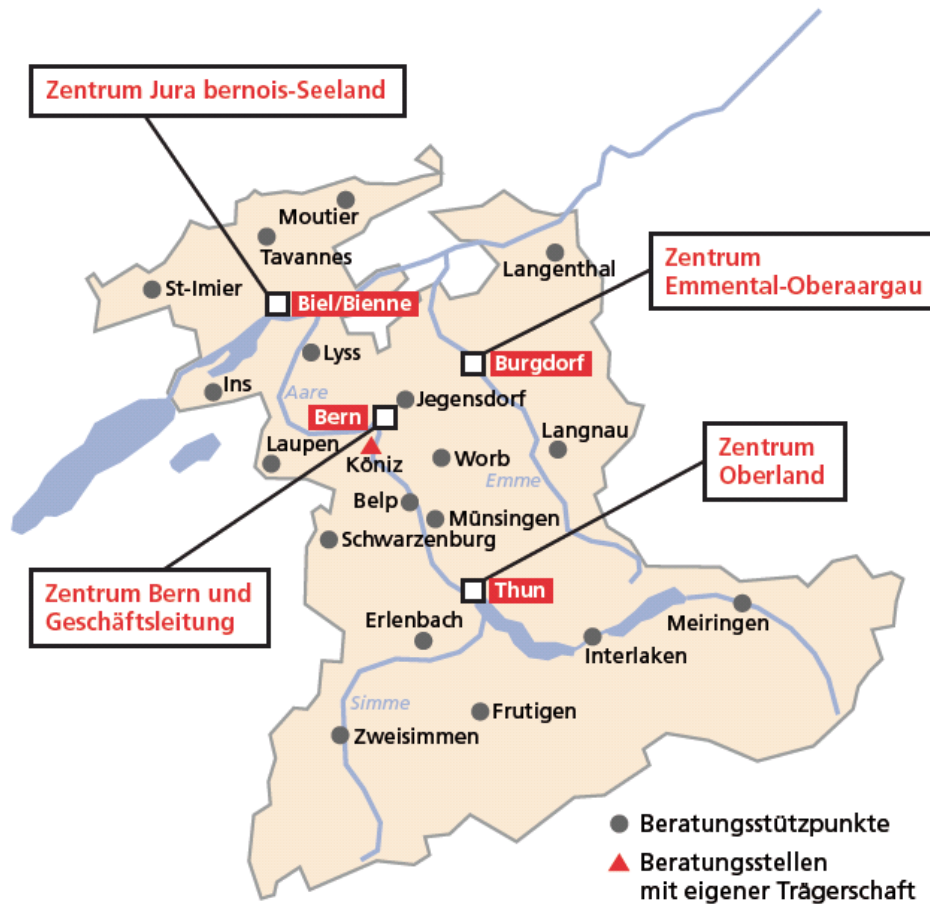 Zentrum Jura bernois-Seeland
Moutier
Tavannes
St-Imier
Biel/Bienne
Langenthal
Zentrum
Emmental-Oberaargau
Lyss
Burgdorf
Ins
Aare
Jegensdorf
Bern
Laupen
Köniz
Worb
Langnau
Emme
Zentrum
Oberland
Belp
Münsingen
Schwarzenburg
Zentrum Bern und
Geschäftsleitung
Thun
Erlenbach
Interlaken
Meiringen
Simme
Frutigen
Zweisimmen
Beratungsstützpunkte
Beratungsstellen
mit eigener Trägerschaft